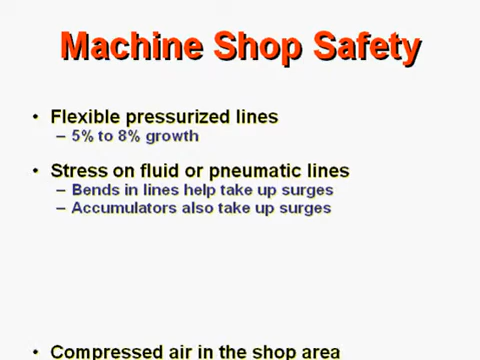 Machine Shop Safety
• Flexible pressurized lines
– 5% to 8% growth
• Stress on fluid or pneumatic lines
– Bends in lines help take up surges
– Accumulators also take up surges
• Compressed air in the shop area